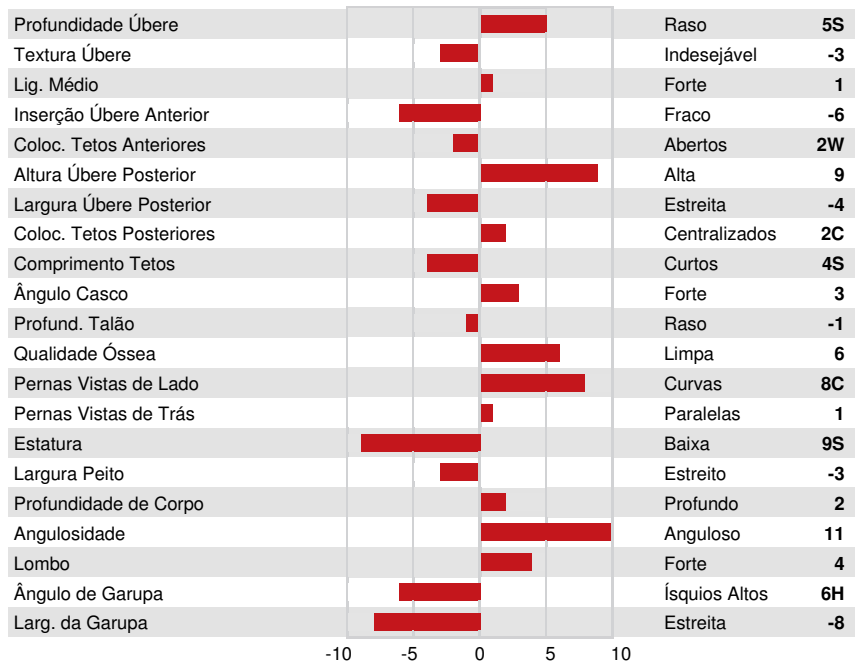 Profundidade Úbere Raso 5S
Textura Úbere Indesejável -3
Lig. Médio Forte 1
Inserção Úbere Anterior Fraco -6
Coloc. Tetos Anteriores Abertos 2W
Altura Úbere Posterior Alta 9
Largura Úbere Posterior Estreita -4
Coloc. Tetos Posteriores Centralizados 2C
Comprimento Tetos Curtos 4S
Ângulo Casco Forte 3
Profund. Talão Raso -1
Qualidade Óssea Limpa 6
Pernas Vistas de Lado Curvas 8C
Pernas Vistas de Trás Paralelas 1
Estatura Baixa 9S
Largura Peito Estreito -3
Profundidade de Corpo Profundo 2
Angulosidade Anguloso 11
Lombo Forte 4
Ângulo de Garupa Ísquios Altos 6H
Larg. da Garupa Estreita -8
-10 -5 0 5 10